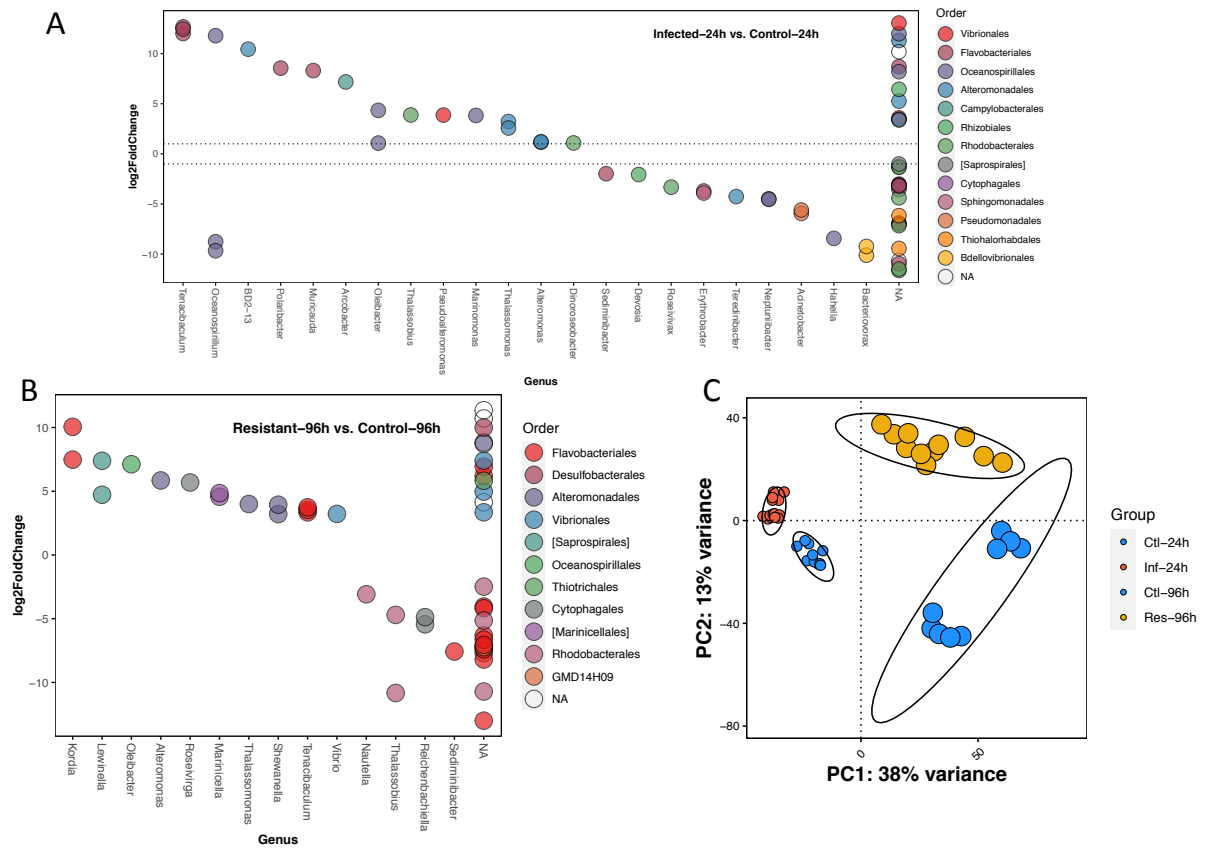 A
Infected−24h vs. Control−24h
log2FoldChange
10
5
0
−5
−10
Tenacibaculum
Oceanospirillum
BD2−13
Polaribacter
Muricauda
Arcobacter
Oleibacter
Thalassobius
Pseudoalteromonas
Marinomonas
Thalassomonas
Alteromonas
Dinoroseobacter
Sediminibacter
Devosia
Roseivivax
Erythrobacter
Teredinibacter
Neptuniibacter
Acinetobacter
Hahella
Bacteriovorax
NA
Genus
Order
Vibrionales
Flavobacteriales
Oceanospirillales
Alteromonadales
Campylobacterales
Rhizobiales
Rhodobacterales
[Saprospirales]
Cytophagales
Sphingomonadales
Pseudomonadales
Thiohalorhabdales
Bdellovibrionales
NA
B
Resistant−96h vs. Control−96h
log2FoldChange
10
5
0
−5
−10
Kordia
Lewinella
Oleibacter
Alteromonas
Roseivirga
Marinicella
Thalassomonas
Shewanella
Tenacibaculum
Vibrio
Nautella
Thalassobius
Reichenbachiella
Sediminibacter
NA
Genus
Order
Flavobacteriales
Desulfobacterales
Alteromonadales
Vibrionales
[Saprospirales]
Oceanospirillales
Thiotrichales
Cytophagales
[Marinicellales]
Rhodobacterales
GMD14H09
NA
C
PC2: 13% variance
40
0
−40
−80
0
50
PC1: 38% variance
Group
Ctl−24h
Inf−24h
Ctl−96h
Res−96h